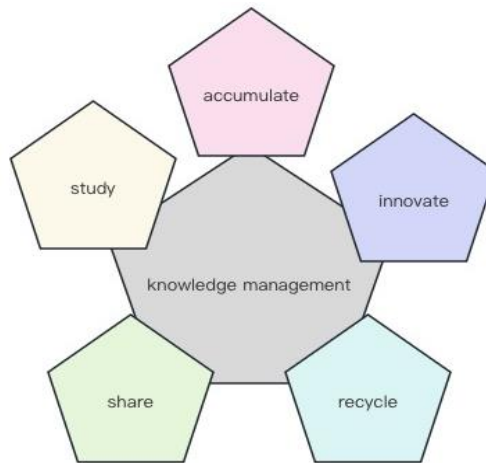 accumulate
study
innovate
knowledge management
share
recycle